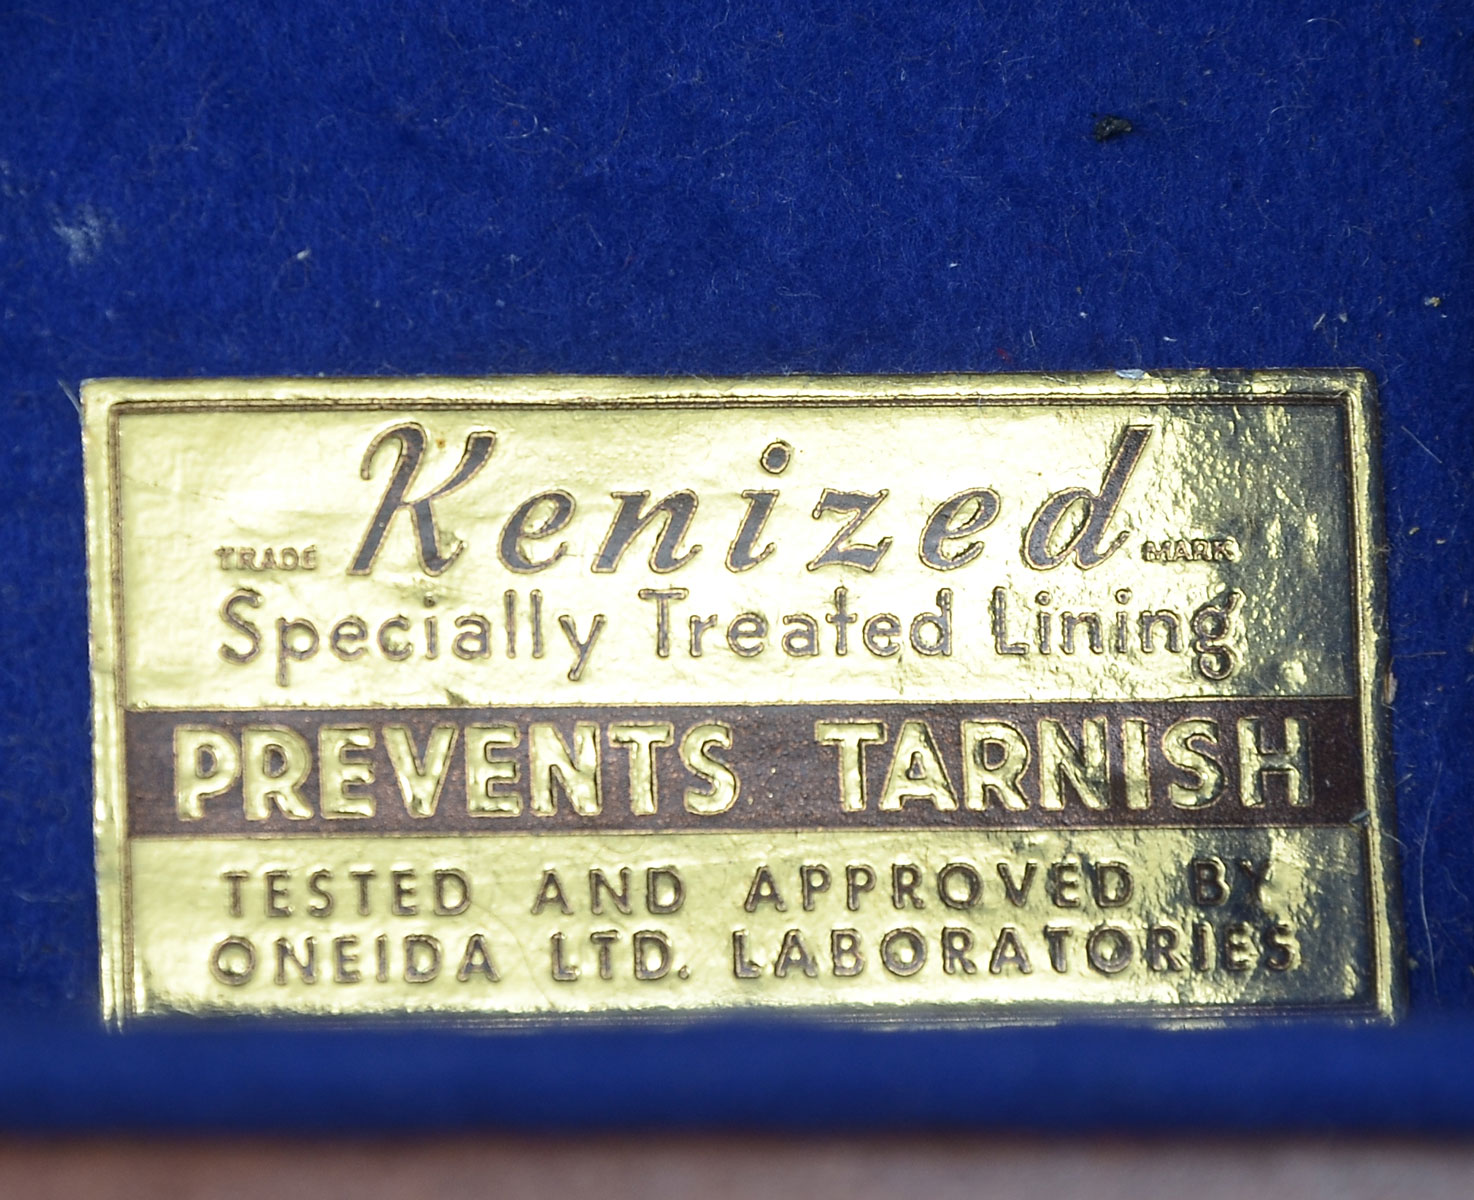 TRADE Kenized MARK
Specially Treated Lining
PREVENTS TARNISH
TESTED AND APPROVED BY
ONEIDA LTD. LABORATORIES